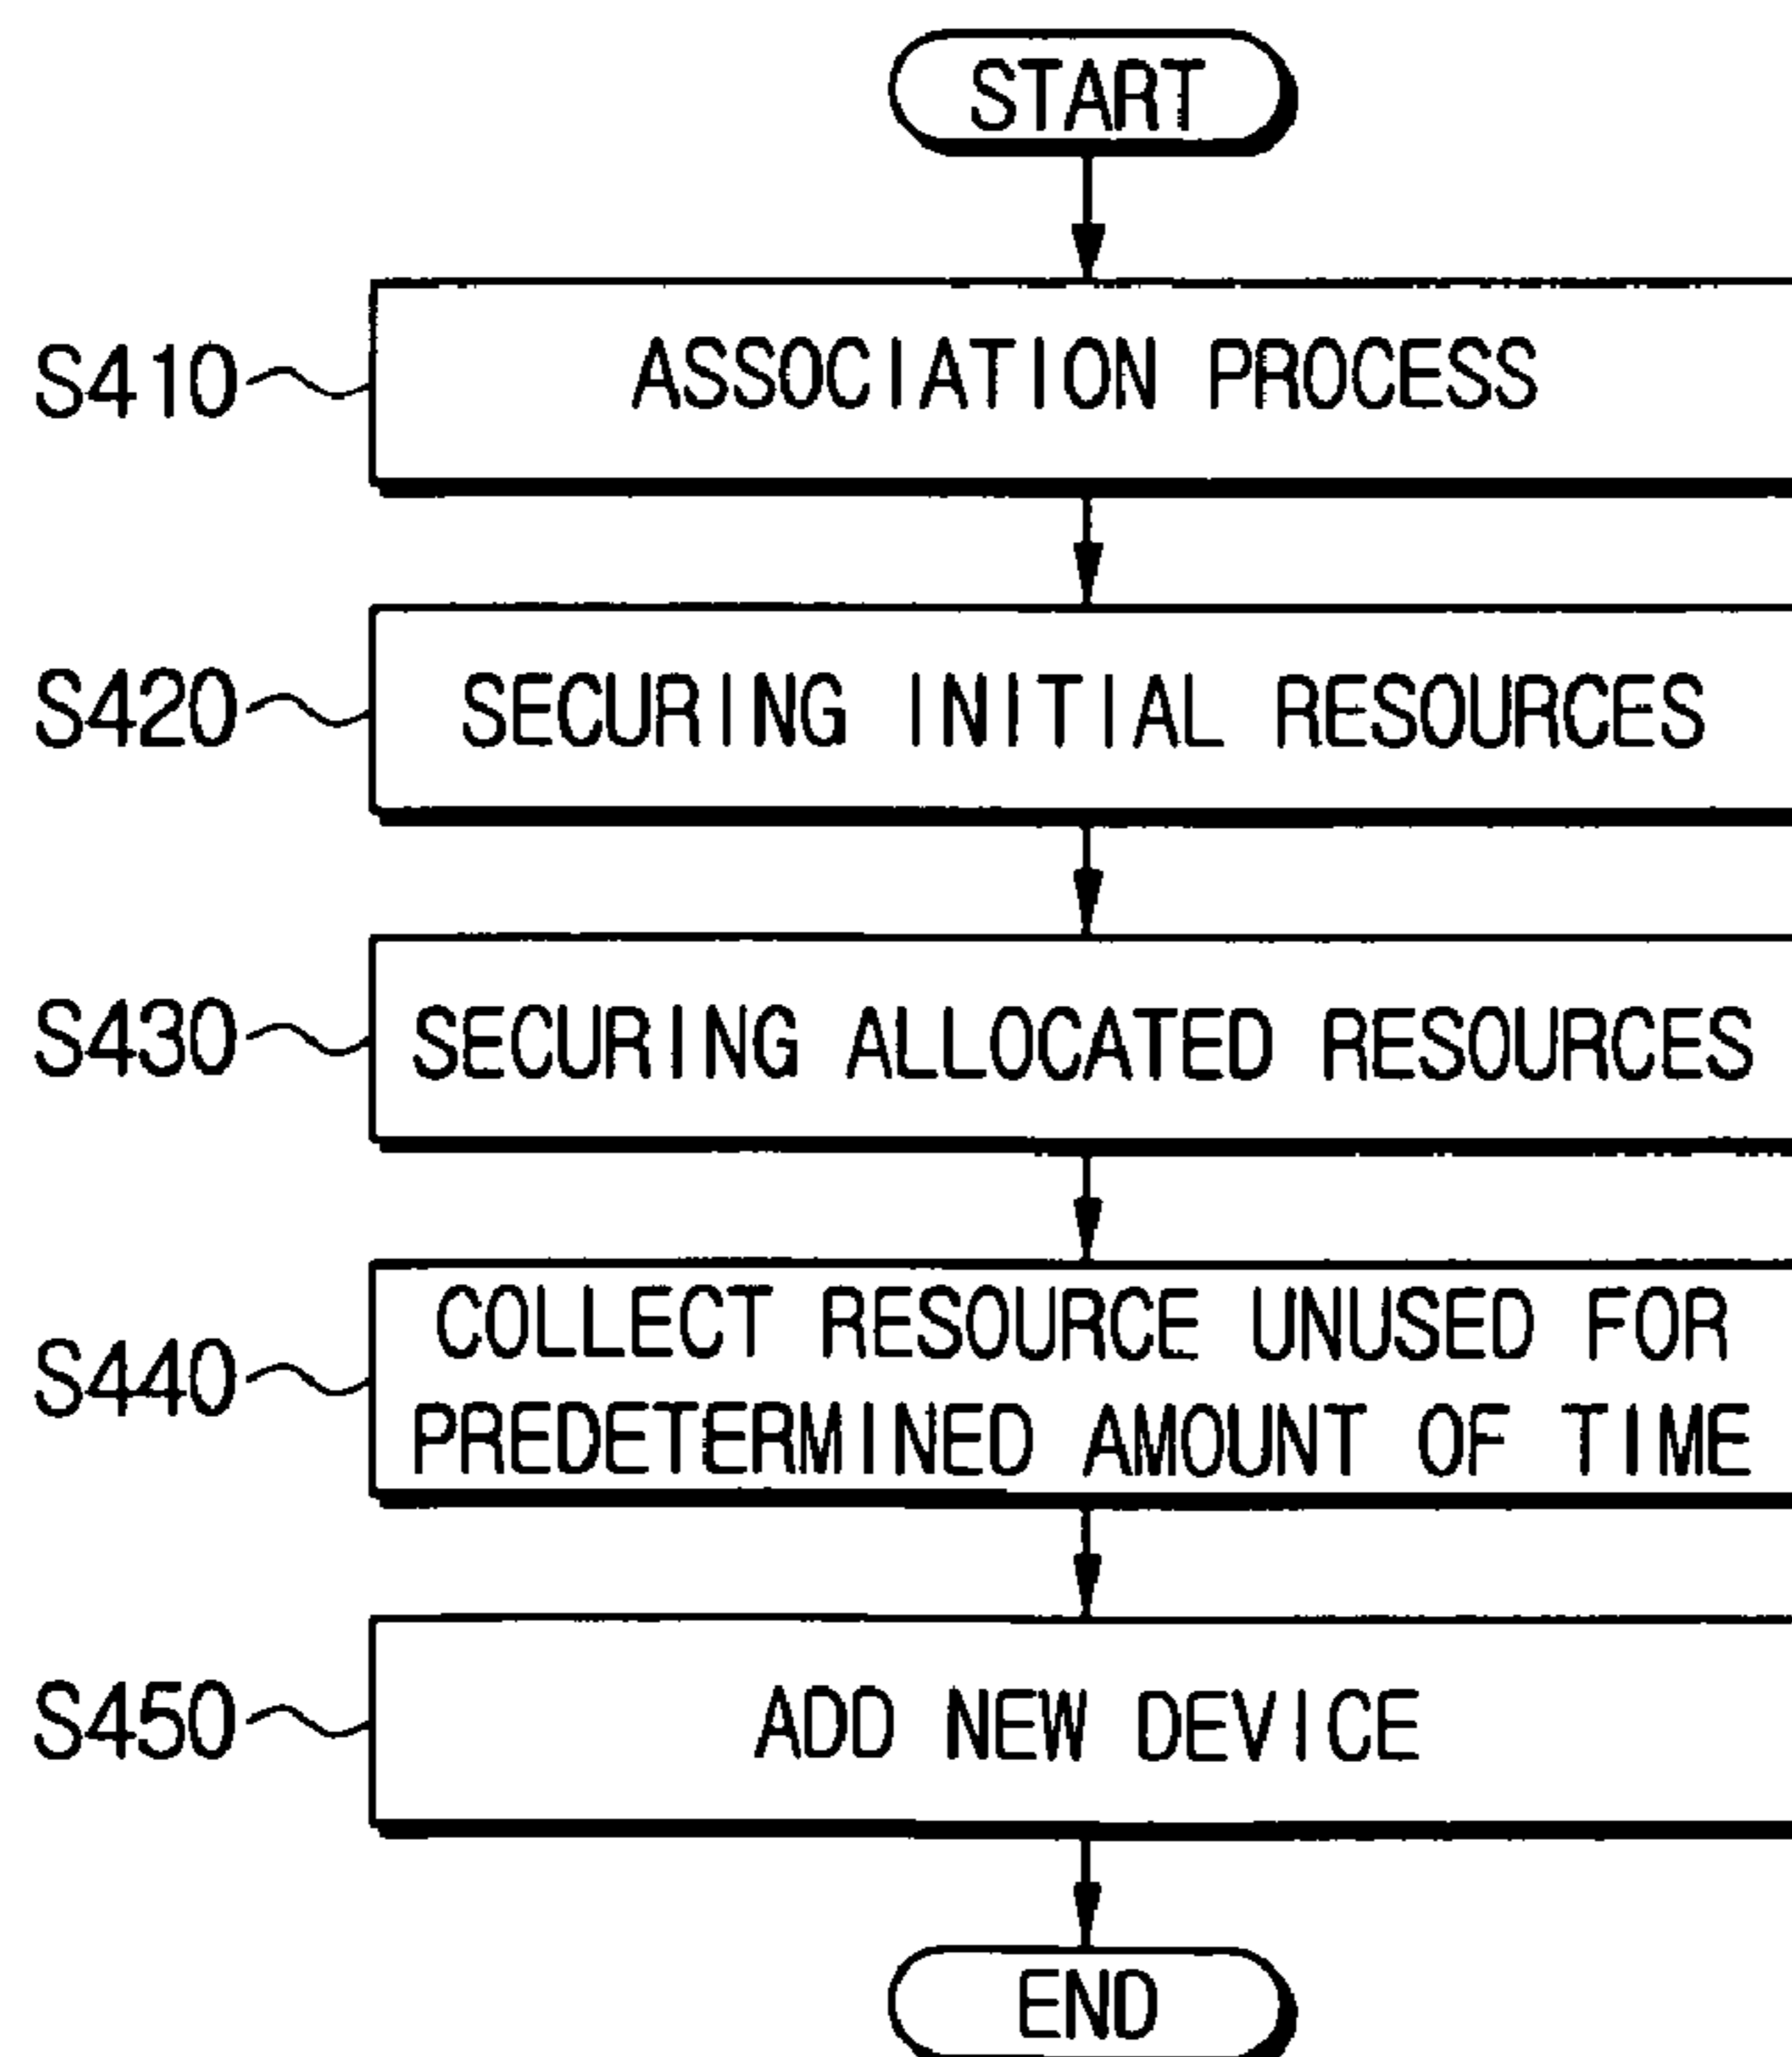 START
S410 ASSOCIATION PROCESS
S420 SECURING INITIAL RESOURCES
S430 SECURING ALLOCATED RESOURCES
S440 COLLECT RESOURCE UNUSED FOR
PREDETERMINED AMOUNT OF TIME
S450 ADD NEW DEVICE
END